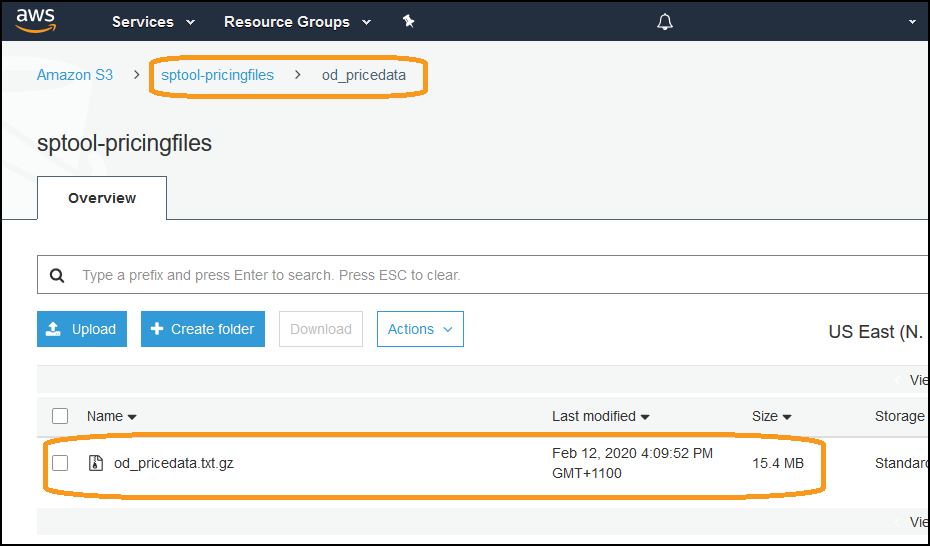 aws Services Resource Groups
Amazon S3 > sptool-pricingfiles > od_pricedata
sptool-pricingfiles
Overview
Type a prefix and press Enter to search. Press ESC to clear.
Upload + Create folder Download Actions
US East (N.
Vie
Name Last modified Size Storage
od_pricedata.txt.gz Feb 12, 2020 4:09:52 PM 15.4 MB Standard
GMT+1100
Vie